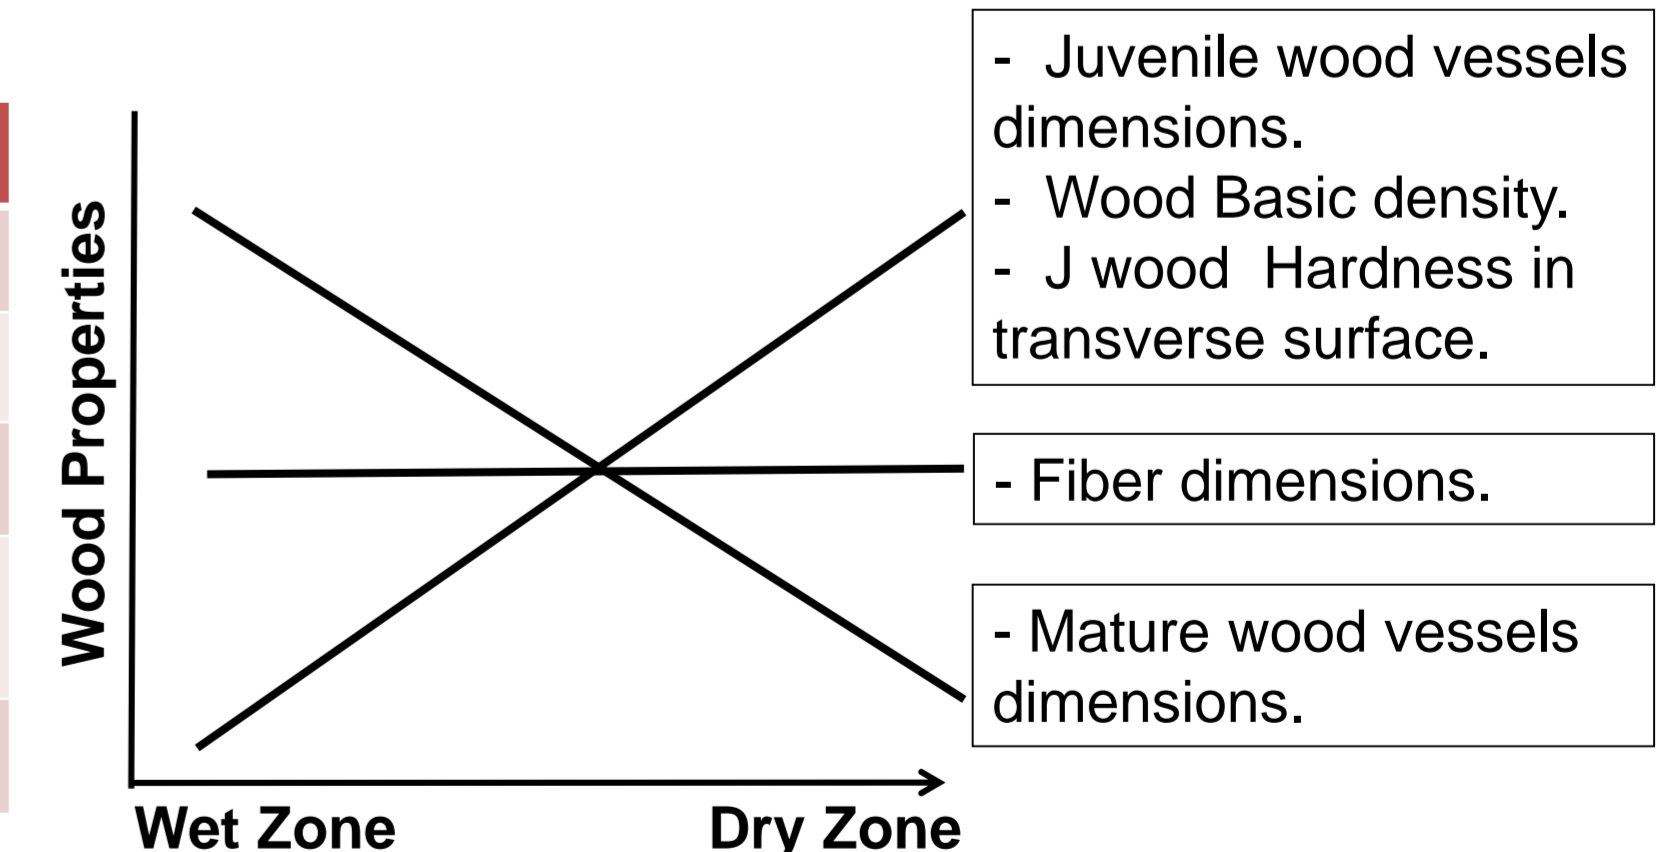 - Juvenile wood vessels
dimensions.
- Wood Basic density.
- J wood Hardness in
transverse surface.
Wood Properties
- Fiber dimensions.
- Mature wood vessels
dimensions.
Wet Zone
Dry Zone